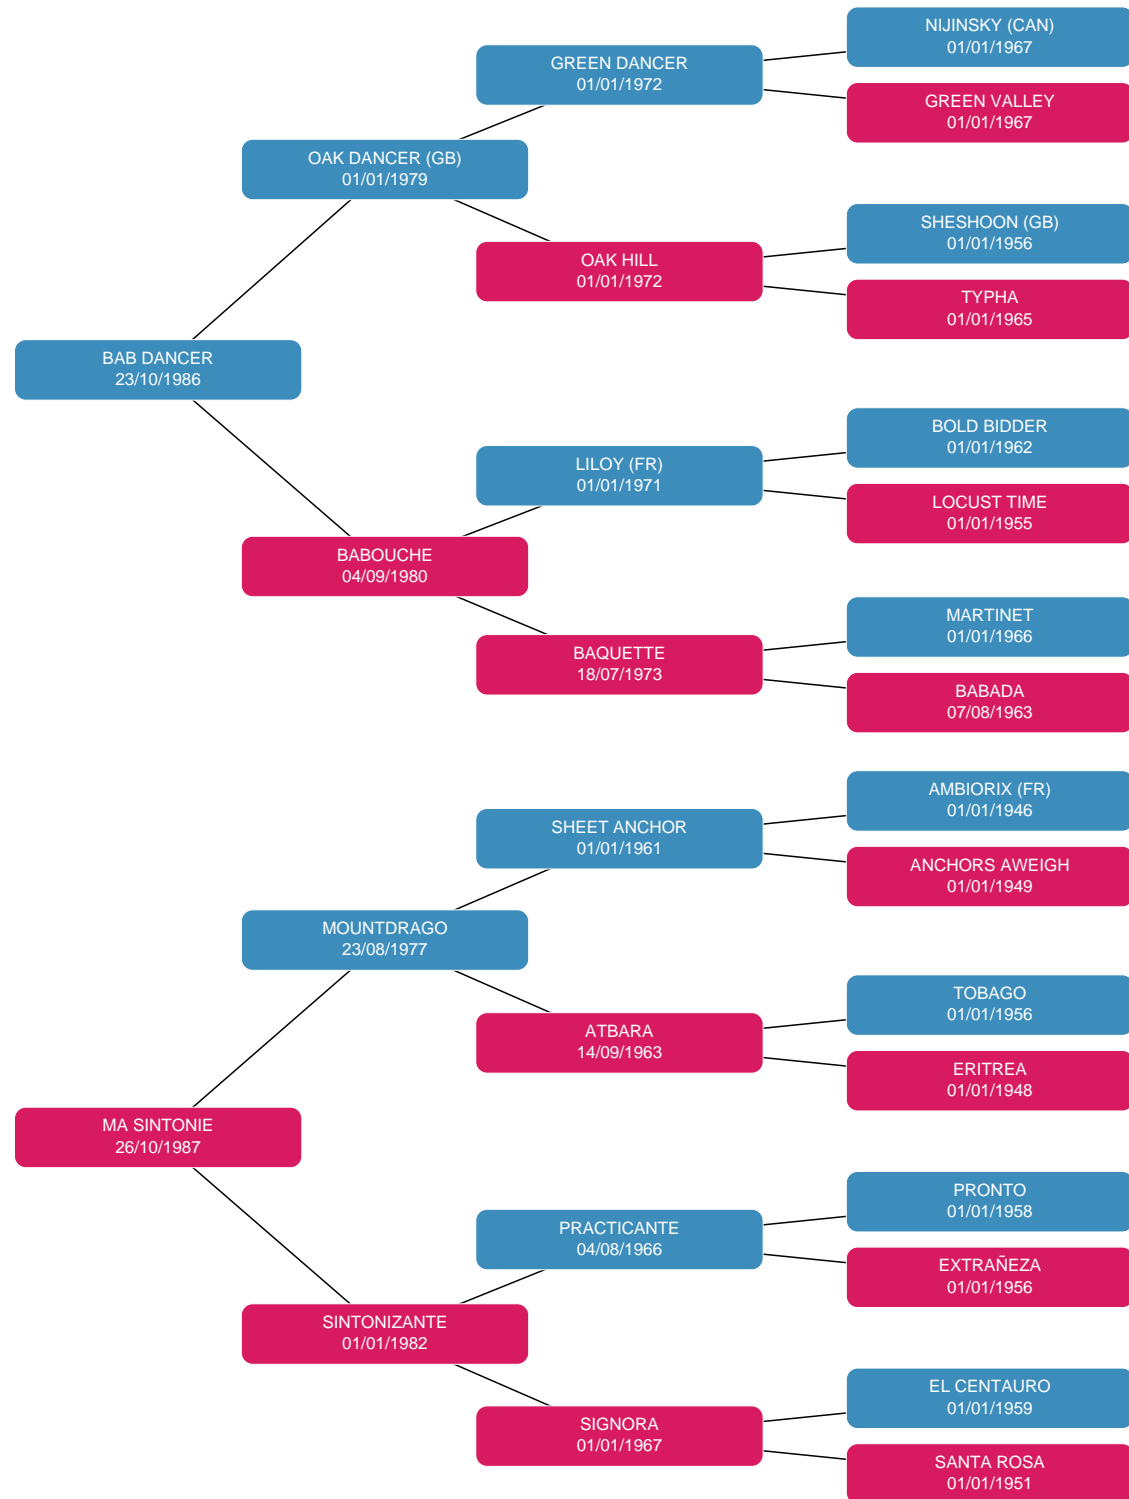 NIJINSKY (CAN)
01/01/1967
GREEN DANCER
01/01/1972
GREEN VALLEY
01/01/1967
OAK DANCER (GB)
01/01/1979
SHESHOON (GB)
01/01/1956
OAK HILL
01/01/1972
TYPHA
01/01/1965
BAB DANCER
23/10/1986
BOLD BIDDER
01/01/1962
LILOY (FR)
01/01/1971
LOCUST TIME
01/01/1955
BABOUCHE
04/09/1980
MARTINET
01/01/1966
BAQUETTE
18/07/1973
BABADA
07/08/1963
AMBIORIX (FR)
01/01/1946
SHEET ANCHOR
01/01/1961
ANCHORS AWEIGH
01/01/1949
MOUNTDRAGO
23/08/1977
TOBAGO
01/01/1956
ATBARA
14/09/1963
ERITREA
01/01/1948
MA SINTONIE
26/10/1987
PRONTO
01/01/1958
PRACTICANTE
04/08/1966
EXTRAÑEZA
01/01/1956
SINTONIZANTE
01/01/1982
EL CENTAURO
01/01/1959
SIGNORA
01/01/1967
SANTA ROSA
01/01/1951